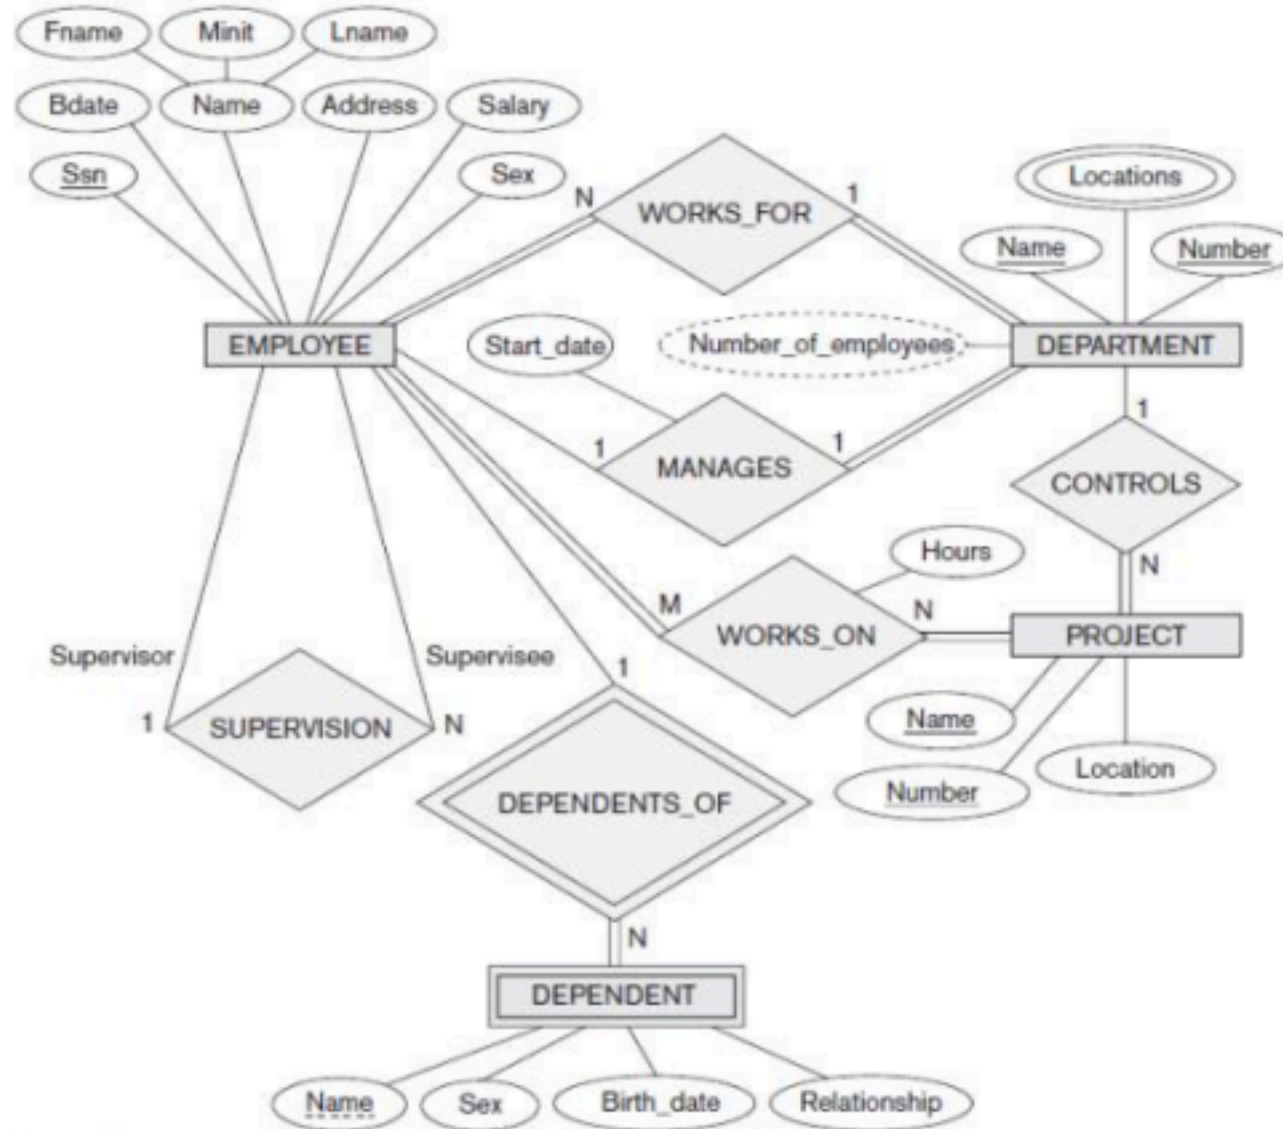 Fname
Minit
Lname
Bdate
Name
Address
Salary
Ssn
Sex
N
WORKS_FOR
1
Locations
Name
Number
EMPLOYEE
Start_date
Number_of_employees
DEPARTMENT
1
MANAGES
1
1
CONTROLS
N
Hours
M
WORKS_ON
N
PROJECT
Supervisor
Supervisee
1
1
SUPERVISION
N
Name
Number
Location
DEPENDENTS_OF
N
DEPENDENT
Name
Sex
Birth_date
Relationship